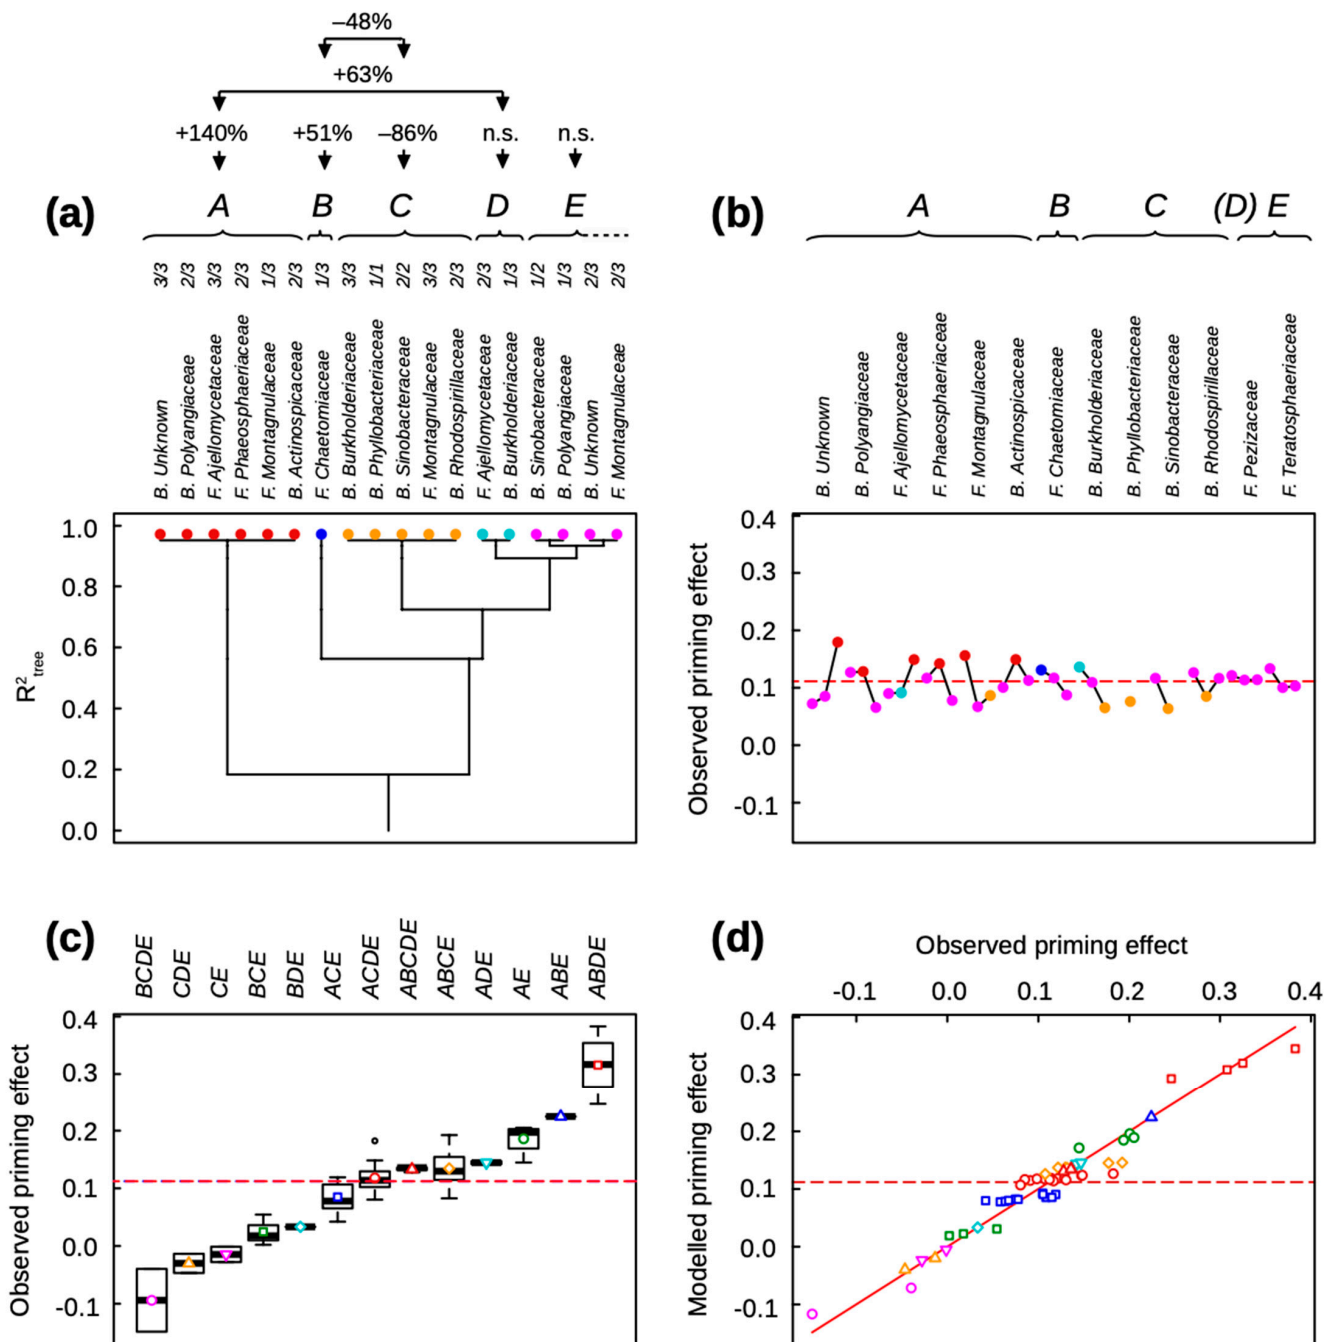 –48%
+63%
+140% +51% –86% n.s. n.s.
(a) A B C D E
3/3 2/3 3/3 2/3 1/3 2/3 1/3 3/3 1/1 2/2 3/3 2/3 2/3 1/3 1/2 1/3 2/3 2/3
B. Unknown
B. Polyangiaceae
F. Ajellomycetaceae
F. Phaeosphaeriaceae
F. Montagnulaceae
B. Actinospicaceae
F. Chaetomiaceae
B. Burkholderiaceae
B. Phyllobacteriaceae
B. Sinobacteraceae
F. Montagnulaceae
B. Rhodospirillaceae
F. Ajellomycetaceae
B. Burkholderiaceae
B. Sinobacteraceae
B. Polyangiaceae
B. Unknown
F. Montagnulaceae
R²tree
1.0
0.8
0.6
0.4
0.2
0.0
(b) A B C (D) E
B. Unknown
B. Polyangiaceae
F. Ajellomycetaceae
F. Phaeosphaeriaceae
F. Montagnulaceae
B. Actinospicaceae
F. Chaetomiaceae
B. Burkholderiaceae
B. Phyllobacteriaceae
B. Sinobacteraceae
B. Rhodospirillaceae
F. Pezizaceae
F. Teratosphaeriaceae
Observed priming effect
0.4
0.3
0.2
0.1
0.0
-0.1
(c)
BCDE CDE CE BCE BDE ACE ACDE ABCDE ABCE ADE AE ABE ABDE
Observed priming effect
0.4
0.3
0.2
0.1
0.0
-0.1
(d)
Observed priming effect
-0.1 0.0 0.1 0.2 0.3 0.4
Modelled priming effect
0.4
0.3
0.2
0.1
0.0
-0.1